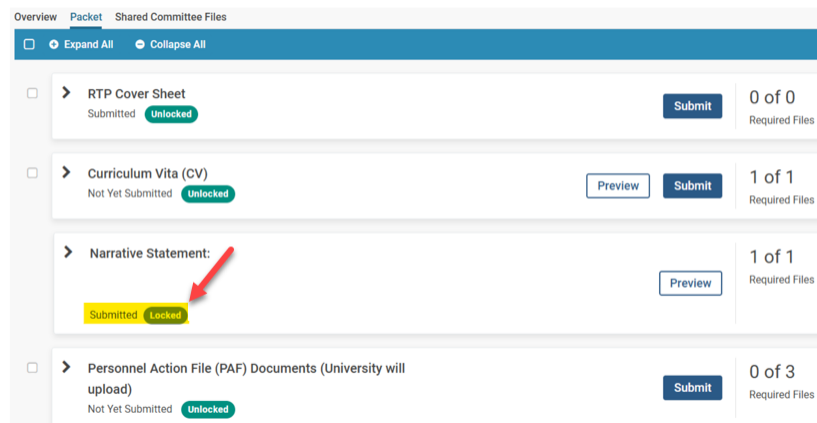 Overview Packet Shared Committee Files
Expand All Collapse All
RTP Cover Sheet
Submitted Unlocked
Submit
0 of 0
Required Files
Curriculum Vita (CV)
Not Yet Submitted Unlocked
Preview Submit
1 of 1
Required Files
Narrative Statement:
Submitted Locked
Preview
1 of 1
Required Files
Personnel Action File (PAF) Documents (University will
upload)
Not Yet Submitted Unlocked
Submit
0 of 3
Required Files